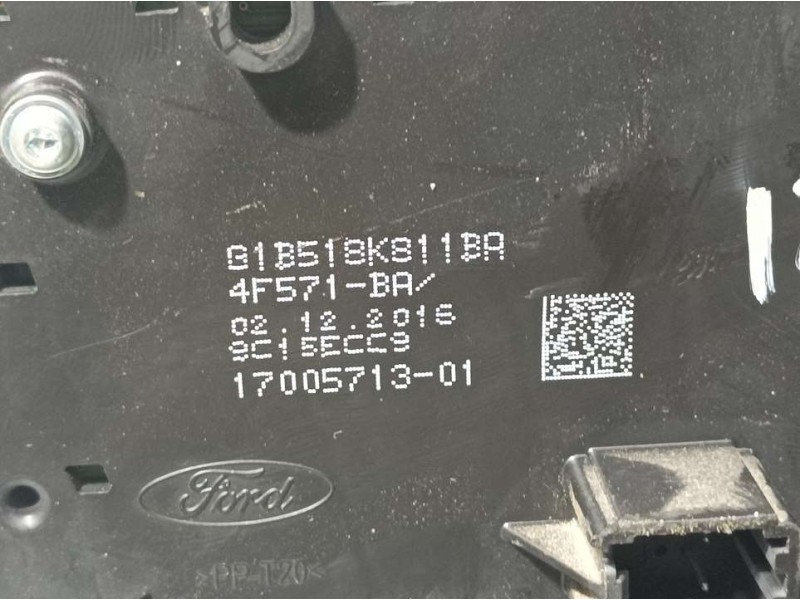 G1B518K811BA
4F571-BA/
02.12.2016
9C15ECC9
17005713-01
Ford
>PP-T20<